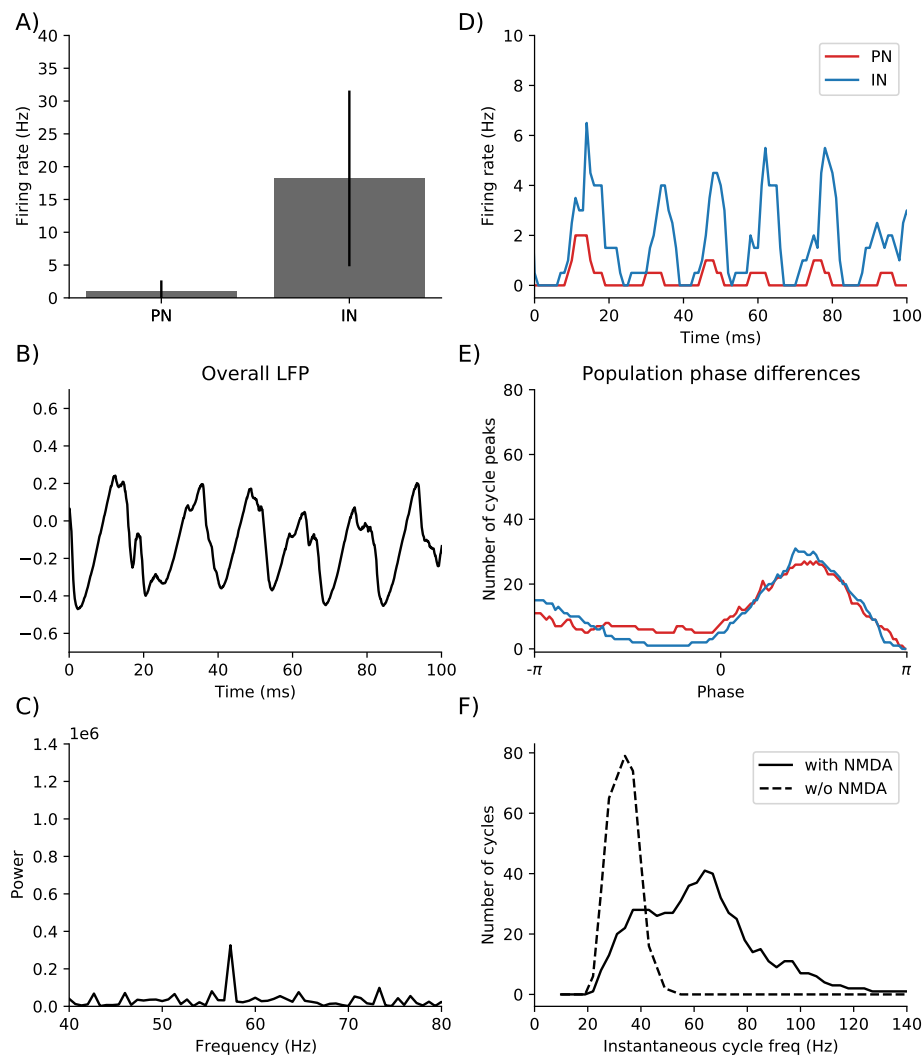 A)
40
35
30
25
20
15
10
5
0
Firing rate (Hz)
PN
IN
D)
10
8
6
4
2
0
Firing rate (Hz)
PN
IN
0
20
40
60
80
100
Time (ms)
B)
Overall LFP
0.6
0.4
0.2
0.0
−0.2
−0.4
−0.6
0
20
40
60
80
100
Time (ms)
E)
Population phase differences
80
60
40
20
0
Number of cycle peaks
-π
0
π
Phase
C)
1e6
1.4
1.2
1.0
0.8
0.6
0.4
0.2
0.0
Power
40
50
60
70
80
Frequency (Hz)
F)
80
60
40
20
0
Number of cycles
with NMDA
w/o NMDA
0
20
40
60
80
100
120
140
Instantaneous cycle freq (Hz)